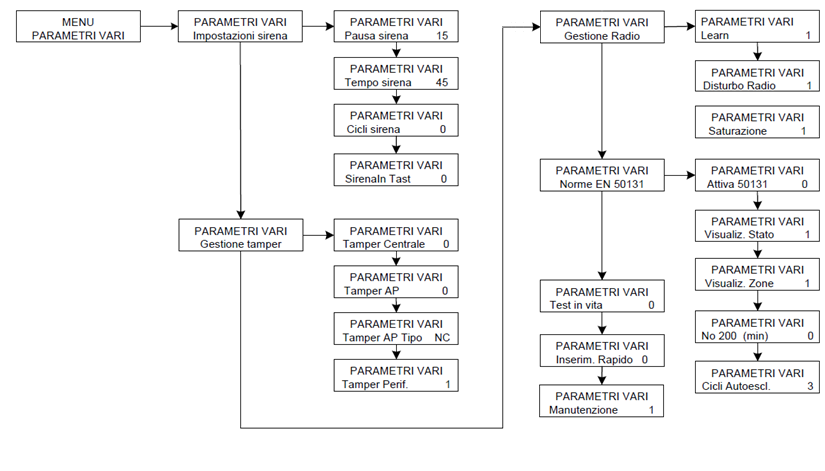 MENU
PARAMETRI VARI
PARAMETRI VARI
Impostazioni sirena
PARAMETRI VARI
Pausa sirena 15
PARAMETRI VARI
Tempo sirena 45
PARAMETRI VARI
Cicli sirena 0
PARAMETRI VARI
SirenaIn Tast 0
PARAMETRI VARI
Gestione tamper
PARAMETRI VARI
Tamper Centrale 0
PARAMETRI VARI
Tamper AP 0
PARAMETRI VARI
Tamper AP Tipo NC
PARAMETRI VARI
Tamper Perif. 1
PARAMETRI VARI
Gestione Radio
PARAMETRI VARI
Learn 1
PARAMETRI VARI
Disturbo Radio 1
PARAMETRI VARI
Saturazione 1
PARAMETRI VARI
Norme EN 50131
PARAMETRI VARI
Attiva 50131 0
PARAMETRI VARI
Visualiz. Stato 1
PARAMETRI VARI
Visualiz. Zone 1
PARAMETRI VARI
No 200 (min) 0
PARAMETRI VARI
Cicli Autoescl. 3
PARAMETRI VARI
Test in vita 0
PARAMETRI VARI
Inserim. Rapido 0
PARAMETRI VARI
Manutenzione 1